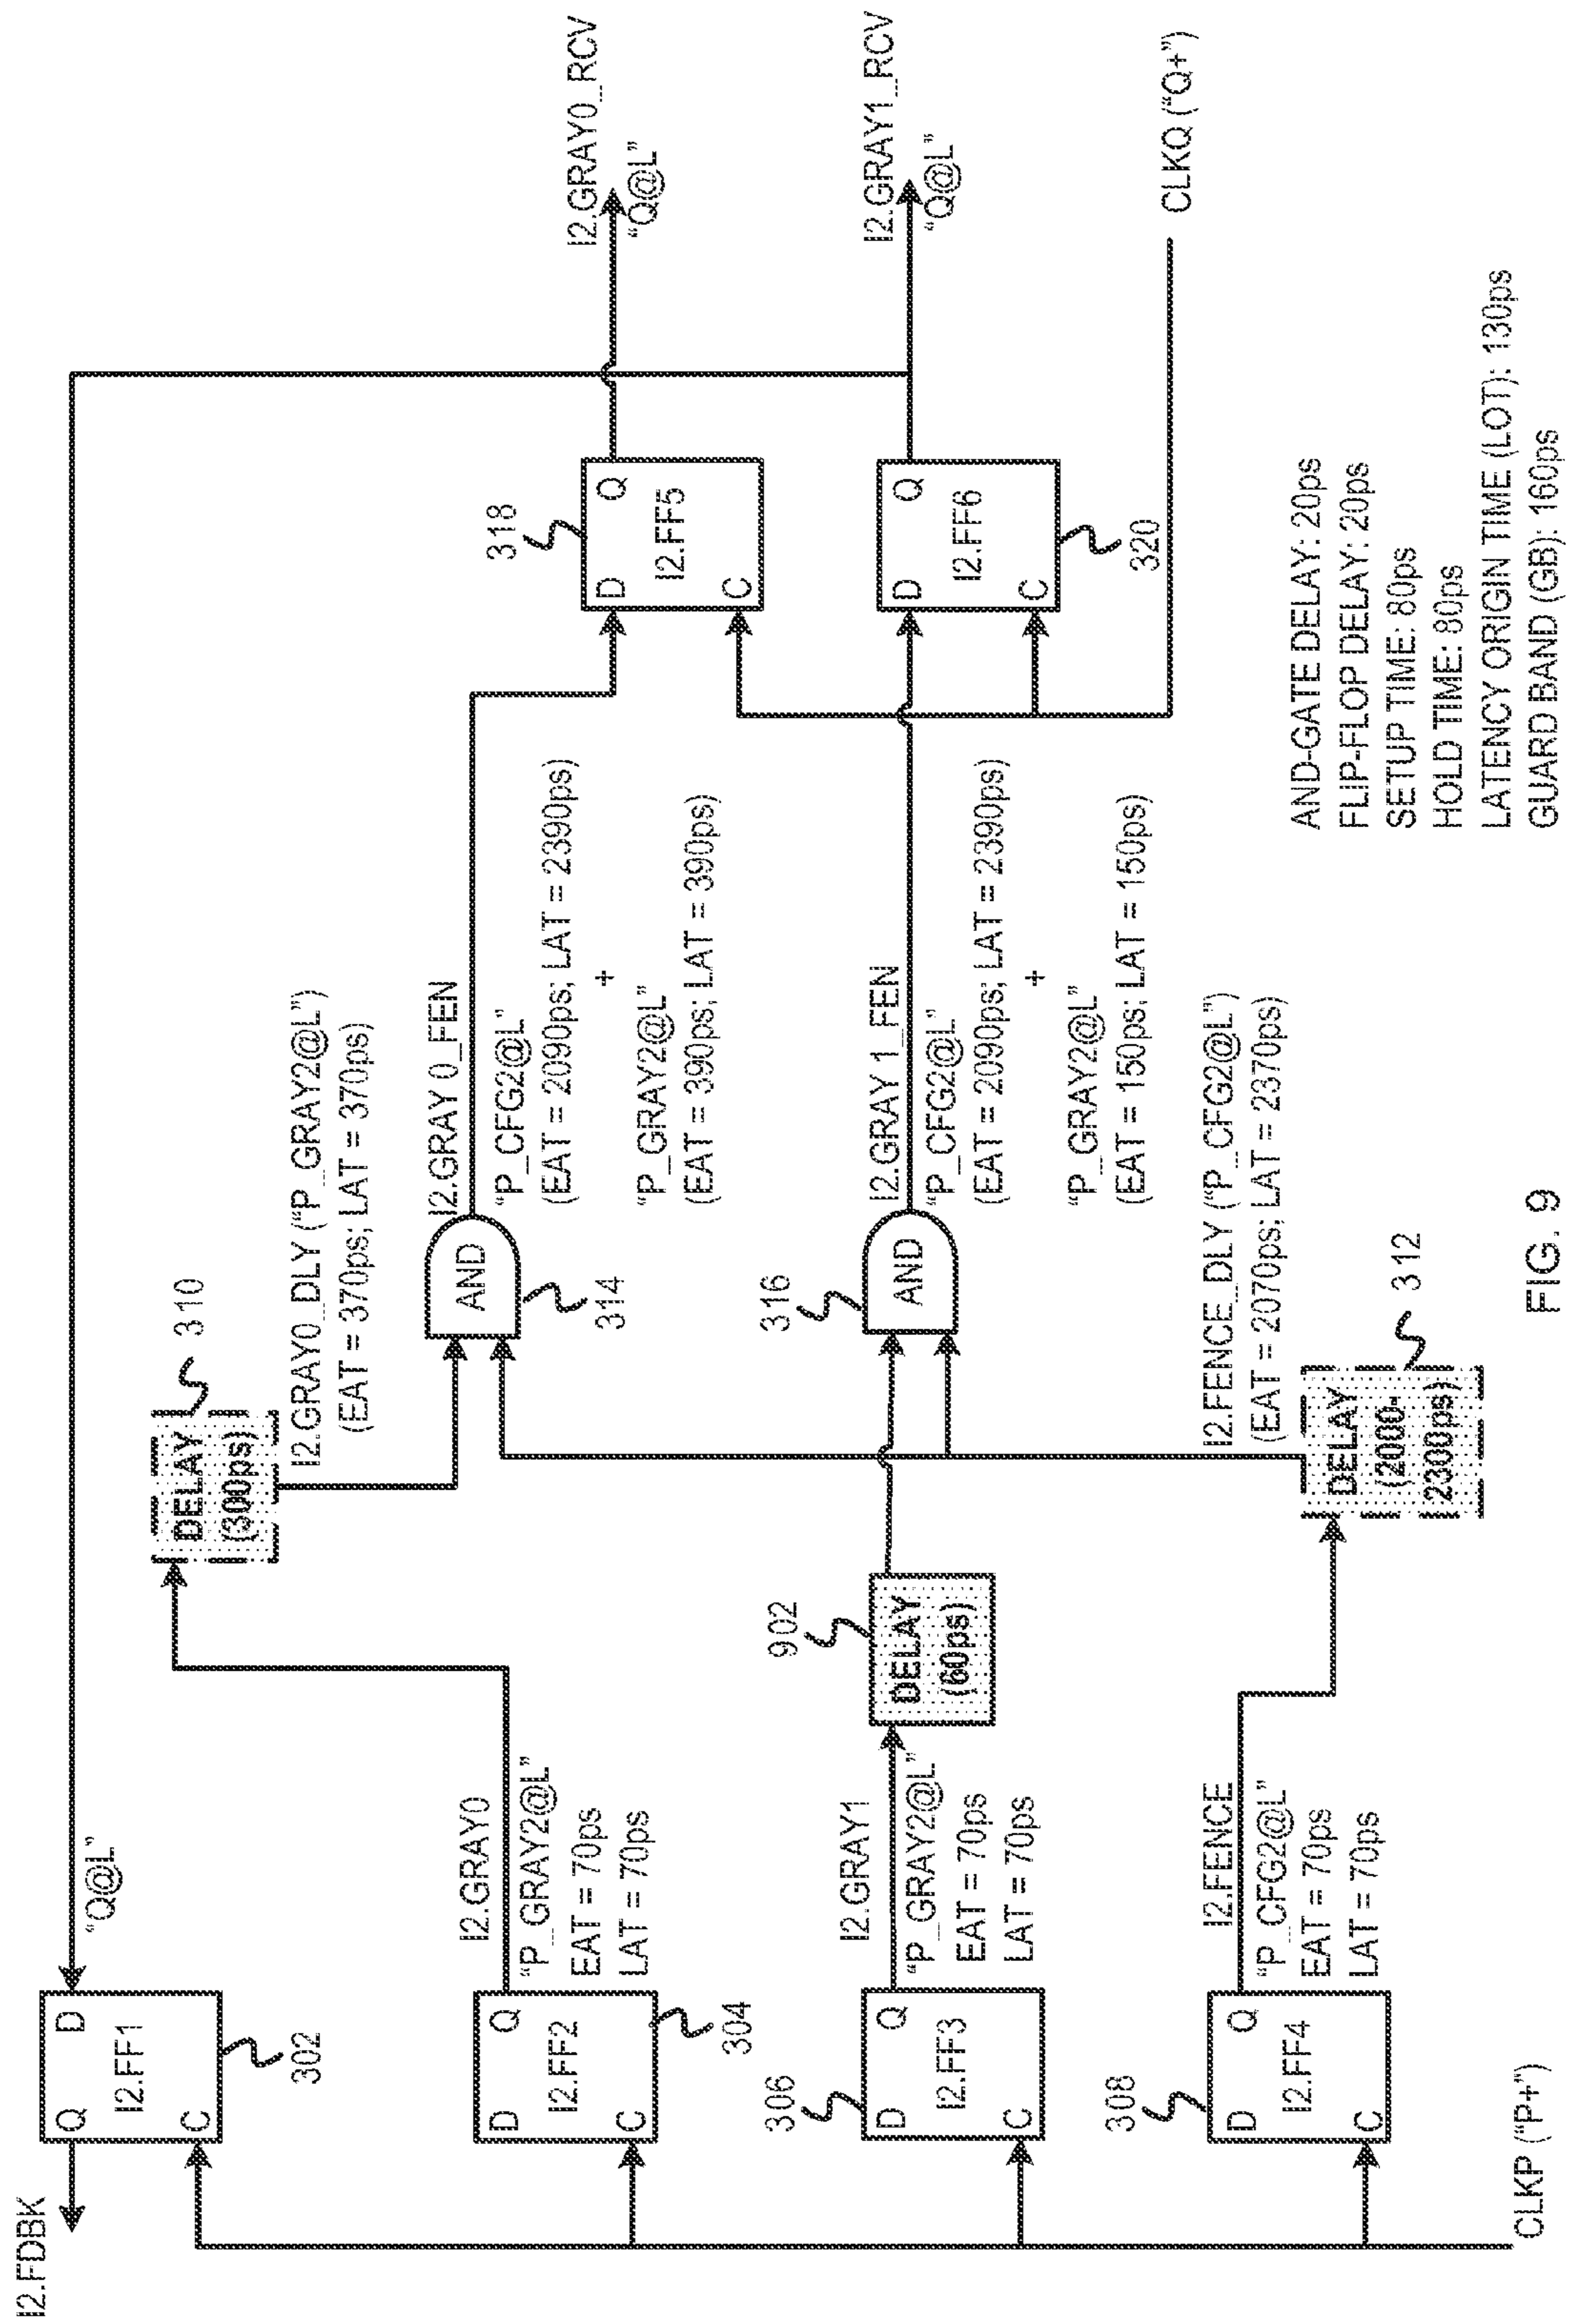 I2.FDBK
Q
D
I2.FF1
C
302
"Q@L"
D
Q
I2.FF2
C
304
I2.GRAY0
"P_GRAY2@L"
EAT = 70ps
LAT = 70ps
DELAY
(300ps)
310
I2.GRAY0_DLY ("P_GRAY2@L")
(EAT = 370ps; LAT = 370ps)
AND
314
I2.GRAY 0_FEN
"P_CFG2@L"
(EAT = 2090ps; LAT = 2390ps)
+
"P_GRAY2@L"
(EAT = 390ps; LAT = 390ps)
318
D
Q
I2.FF5
C
I2.GRAY0_RCV
"Q@L"
306
D
Q
I2.FF3
C
I2.GRAY1
"P_GRAY2@L"
EAT = 70ps
LAT = 70ps
902
DELAY
(60ps)
316
AND
I2.GRAY 1_FEN
"P_CFG2@L"
(EAT = 2090ps; LAT = 2390ps)
+
"P_GRAY2@L"
(EAT = 150ps; LAT = 150ps)
D
Q
I2.FF6
C
320
I2.GRAY1_RCV
"Q@L"
CLKQ ("Q+")
308
D
Q
I2.FF4
C
I2.FENCE
"P_CFG2@L"
EAT = 70ps
LAT = 70ps
I2.FENCE_DLY ("P_CFG2@L")
(EAT = 2070ps; LAT = 2370ps)
DELAY
(2000-
2300ps)
312
CLKP ("P+")
AND-GATE DELAY: 20ps
FLIP-FLOP DELAY: 20ps
SETUP TIME: 80ps
HOLD TIME: 80ps
LATENCY ORIGIN TIME (LOT): 130ps
GUARD BAND (GB): 160ps
FIG. 9